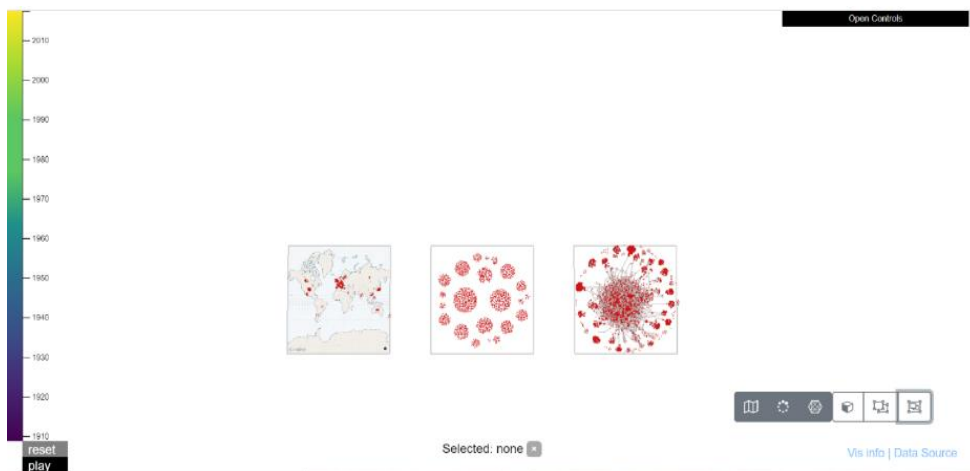 Open Controls
2010
2000
1990
1980
1970
1960
1950
1940
1930
1920
1910
reset
play
Selected: none ×
Vis info | Data Source